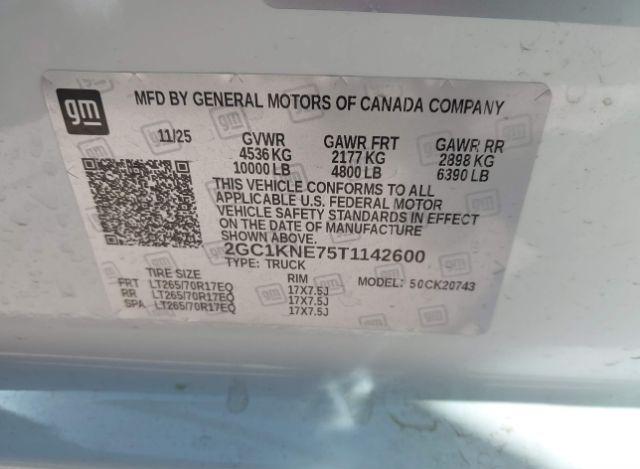 gm
MFD BY GENERAL MOTORS OF CANADA COMPANY
11/25 GVWR GAWR FRT GAWR RR
4536 KG 2177 KG 2898 KG
10000 LB 4800 LB 6390 LB
THIS VEHICLE CONFORMS TO ALL
APPLICABLE U.S. FEDERAL MOTOR
VEHICLE SAFETY STANDARDS IN EFFECT
ON THE DATE OF MANUFACTURE
SHOWN ABOVE.
2GC1KNE75T1142600
TYPE: TRUCK
TIRE SIZE RIM MODEL: 50CK20743
FRT LT265/70R17EQ 17X7.5J
RR LT265/70R17EQ 17X7.5J
SPA LT265/70R17EQ 17X7.5J